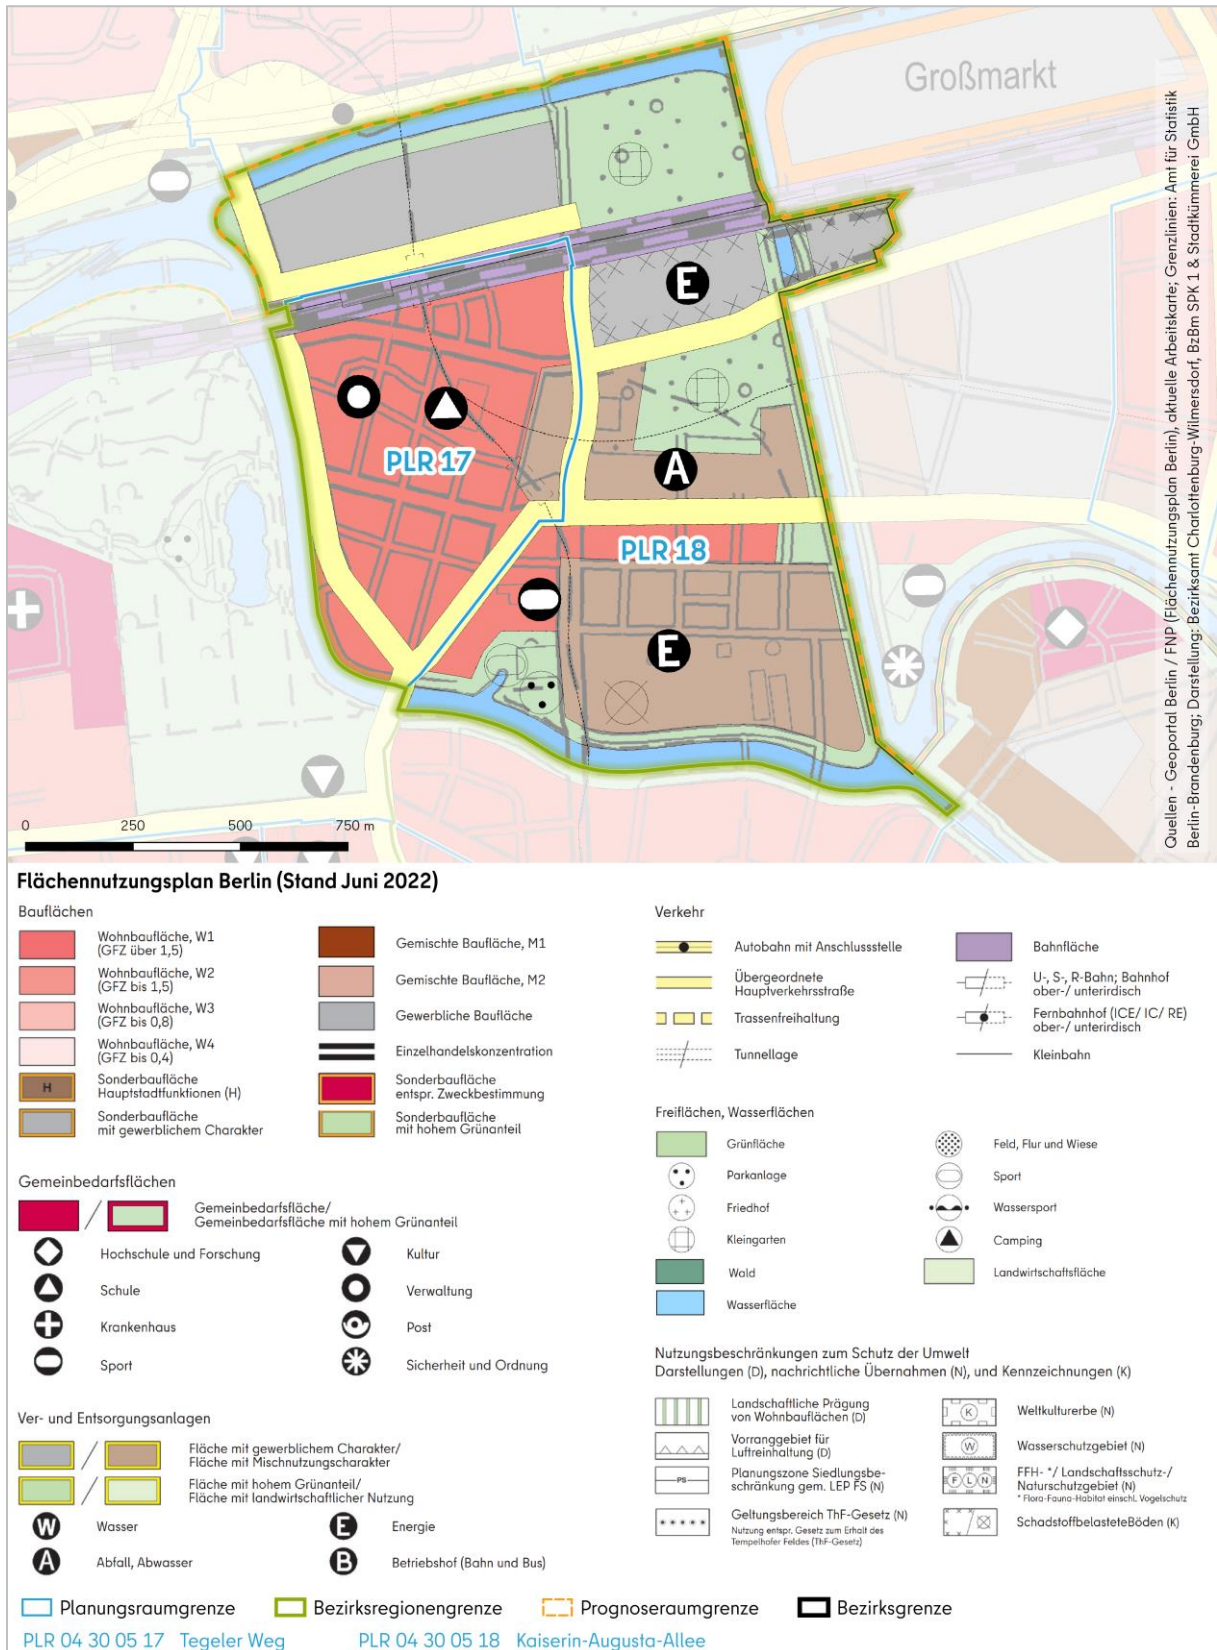 Großmarkt
E
PLR 17
A
PLR 18
E
0 250 500 750 m
Quellen - Geoportal Berlin / FNP (Flächennutzungsplan Berlin), aktuelle Arbeitskarte; Grenzlinien: Amt für Statistik
Berlin-Brandenburg; Darstellung: Bezirksamt Charlottenburg-Wilmersdorf, BzBm SPK 1 & Stadtkümmerei GmbH
Flächennutzungsplan Berlin (Stand Juni 2022)
Bauflächen
Wohnbaufläche, W1
(GFZ über 1,5)
Wohnbaufläche, W2
(GFZ bis 1,5)
Wohnbaufläche, W3
(GFZ bis 0,8)
Wohnbaufläche, W4
(GFZ bis 0,4)
H
Sonderbaufläche
Hauptstadtfunktionen (H)
Sonderbaufläche
mit gewerblichem Charakter
Gemischte Baufläche, M1
Gemischte Baufläche, M2
Gewerbliche Baufläche
Einzelhandelskonzentration
Sonderbaufläche
entspr. Zweckbestimmung
Sonderbaufläche
mit hohem Grünanteil
Gemeinbedarfsflächen
Gemeinbedarfsfläche/
Gemeinbedarfsfläche mit hohem Grünanteil
Hochschule und Forschung
Schule
Krankenhaus
Sport
Kultur
Verwaltung
Post
Sicherheit und Ordnung
Ver- und Entsorgungsanlagen
Fläche mit gewerblichem Charakter/
Fläche mit Mischnutzungscharakter
Fläche mit hohem Grünanteil/
Fläche mit landwirtschaftlicher Nutzung
W Wasser
A Abfall, Abwasser
E Energie
B Betriebshof (Bahn und Bus)
Verkehr
Autobahn mit Anschlussstelle
Übergeordnete
Hauptverkehrsstraße
Trassenfreihaltung
Tunnellage
Bahnfläche
U-, S-, R-Bahn; Bahnhof
ober-/ unterirdisch
Fernbahnhof (ICE/ IC/ RE)
ober-/ unterirdisch
Kleinbahn
Freiflächen, Wasserflächen
Grünfläche
Parkanlage
Friedhof
Kleingarten
Wald
Wasserfläche
Feld, Flur und Wiese
Sport
Wassersport
Camping
Landwirtschaftsfläche
Nutzungsbeschränkungen zum Schutz der Umwelt
Darstellungen (D), nachrichtliche Übernahmen (N), und Kennzeichnungen (K)
Landschaftliche Prägung
von Wohnbauflächen (D)
Vorranggebiet für
Luftreinhaltung (D)
PS
Planungszone Siedlungsbe-
schränkung gem. LEP FS (N)
Geltungsbereich ThF-Gesetz (N)
Nutzung entspr. Gesetz zum Erhalt des
Tempelhofer Feldes (ThF-Gesetz)
K Weltkulturerbe (N)
W Wasserschutzgebiet (N)
F L N
FFH- */ Landschaftsschutz-/
Naturschutzgebiet (N)
* Flora-Fauna-Habitat einschl. Vogelschutz
SchadstoffbelasteteBöden (K)
Planungsraumgrenze Bezirksregionengrenze Prognoseraumgrenze Bezirksgrenze
PLR 04 30 05 17 Tegeler Weg PLR 04 30 05 18 Kaiserin-Augusta-Allee